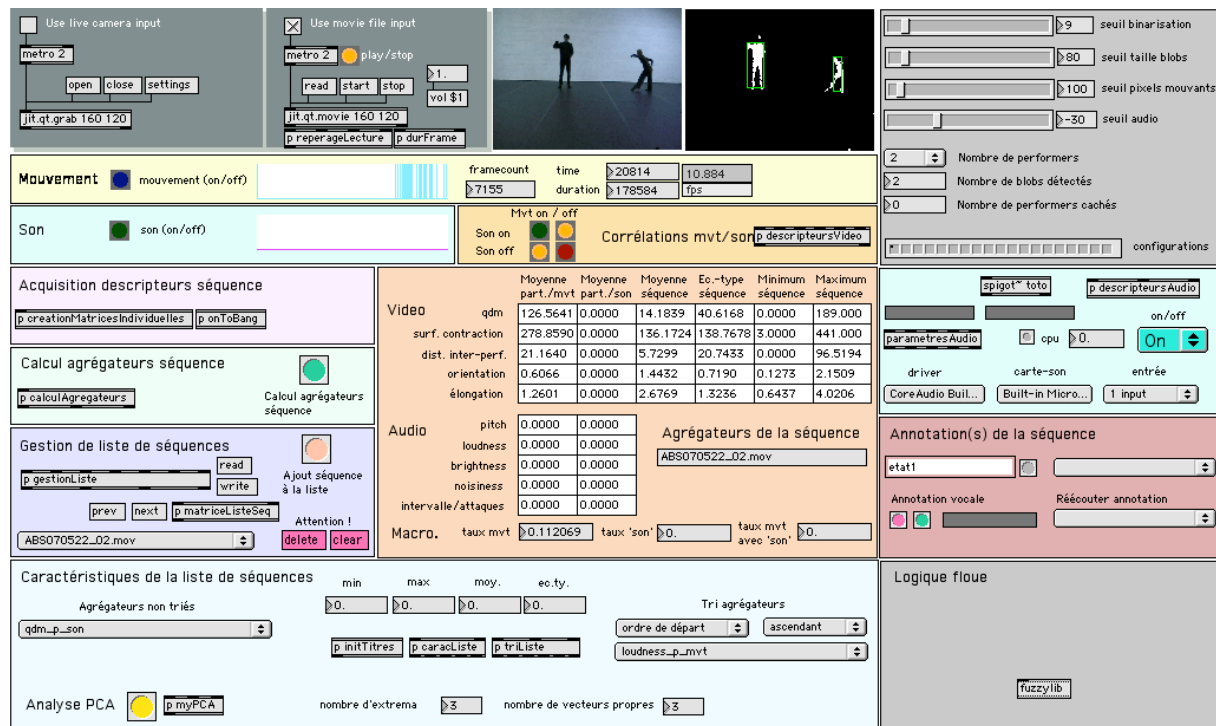 Use live camera input
metro 2
open close settings
jit.qt.grab 160 120
Use movie file input
metro 2 play/stop
1.
read start stop
vol $1
jit.qt.movie 160 120
p reperageLecture p durFrame
9 seuil binarisation
80 seuil taille blobs
100 seuil pixels mouvants
-30 seuil audio
2 Nombre de performers
2 Nombre de blobs détectés
0 Nombre de performers cachés
configurations
Mouvement mouvement (on/off)
framecount time 20814 10.884
7155 duration 178584 fps
Son son (on/off)
Mvt on / off
Son on
Son off
Corrélations mvt/son p descripteursVideo
Acquisition descripteurs séquence
p creationMatricesIndividuelles p onToBang
Calcul agrégateurs séquence
p calculAgregateurs
Calcul agrégateurs
séquence
Gestion de liste de séquences
p gestionListe
read
write
Ajout séquence
à la liste
prev next p matriceListeSeq
Attention !
ABS070522_02.mov
delete clear
Moyenne Moyenne Moyenne Ec.-type Minimum Maximum
part./mvt part./son séquence séquence séquence séquence
Video
qdm 126.5641 0.0000 14.1839 40.6168 0.0000 189.000
surf. contraction 278.8590 0.0000 136.1724 138.7678 3.0000 441.000
dist. inter-perf. 21.1640 0.0000 5.7299 20.7433 0.0000 96.5194
orientation 0.6066 0.0000 1.4432 0.7190 0.1273 2.1509
élongation 1.2601 0.0000 2.6769 1.3236 0.6437 4.0206
Audio
pitch 0.0000 0.0000
loudness 0.0000 0.0000
brightness 0.0000 0.0000
noisiness 0.0000 0.0000
intervalle/attaques 0.0000 0.0000
Agrégateurs de la séquence
ABS070522_02.mov
Macro. taux mvt 0.112069 taux 'son' 0. taux mvt
avec 'son' 0.
spigot~ toto p descripteursAudio
on/off
parametresAudio cpu 0. On
driver carte-son entrée
CoreAudio Buil... Built-in Micro... 1 input
Annotation(s) de la séquence
etat1
Annotation vocale Réécouter annotation
Caractéristiques de la liste de séquences
min max moy. ec.ty.
Agrégateurs non triés
0. 0. 0. 0.
Tri agrégateurs
qdm_p_son
ordre de départ ascendant
p initTitres p caracListe p triListe
loudness_p_mvt
Analyse PCA p myPCA
nombre d'extrema 3 nombre de vecteurs propres 3
Logique floue
fuzzylib